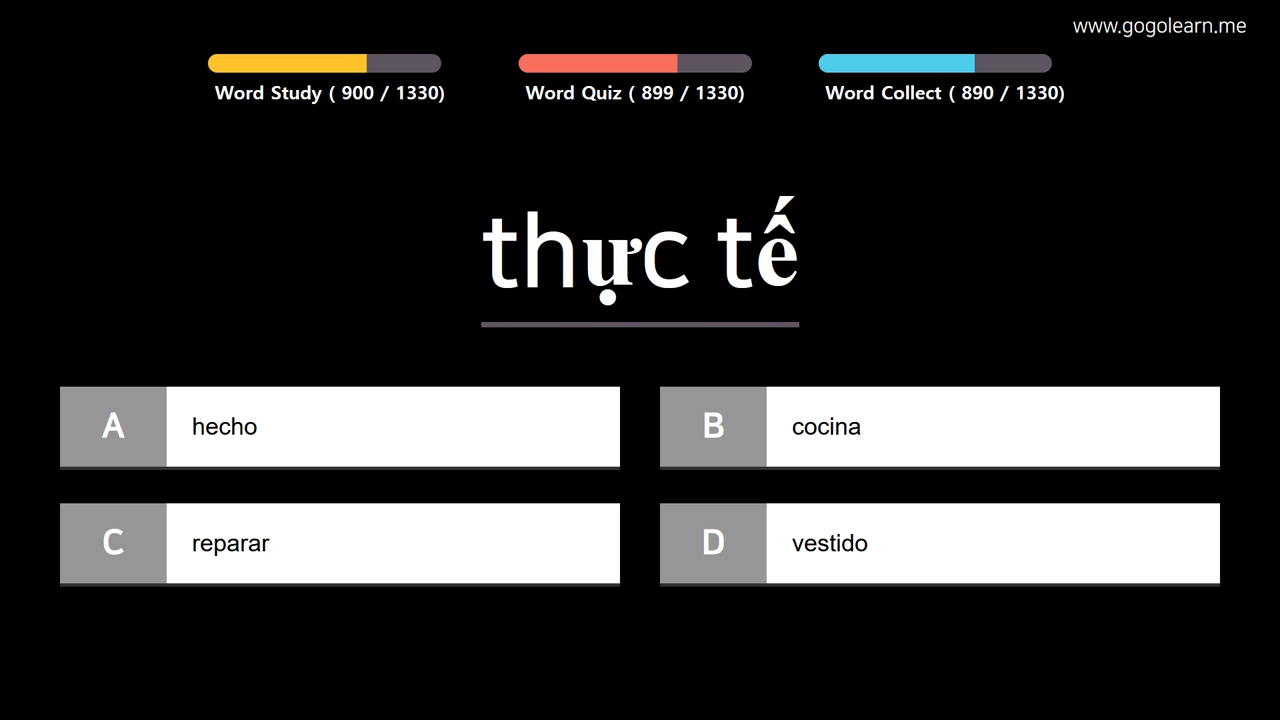 www.gogolearn.me
Word Study ( 900 / 1330)
Word Quiz ( 899 / 1330)
Word Collect ( 890 / 1330)
thực tế
A hecho
B cocina
C reparar
D vestido